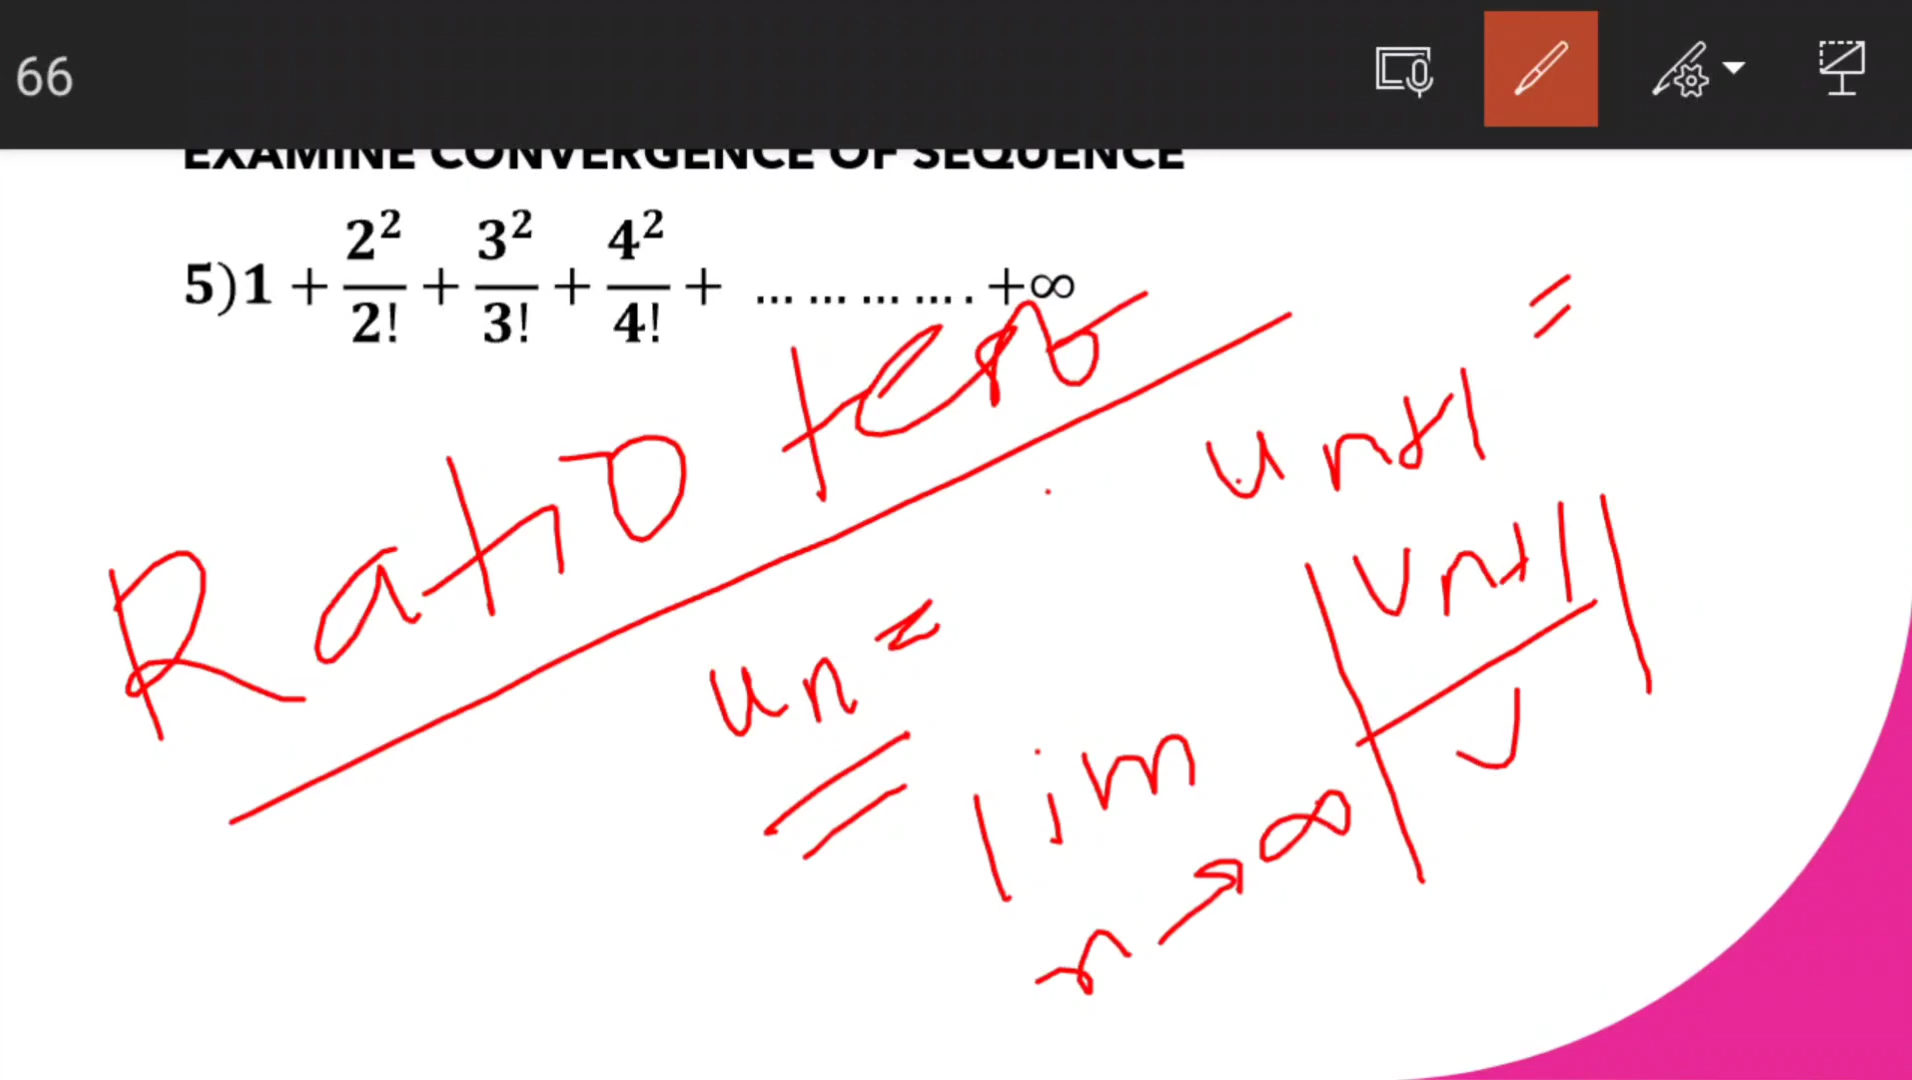 66
EXAMINE CONVERGENCE OF SEQUENCE
5) 1 + 2²/2! + 3²/3! + 4²/4! + ... ... ... .... +∞
Ratio test
un+1 =
un =
lim n→∞ |Un+1/U|